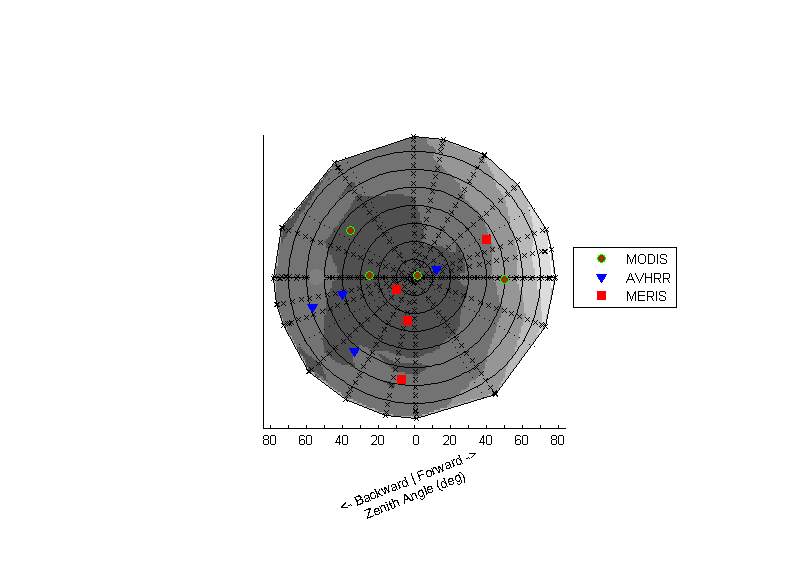 MODIS
AVHRR
MERIS
80 60 40 20 0 20 40 60 80
<- Backward | Forward ->
Zenith Angle (deg)